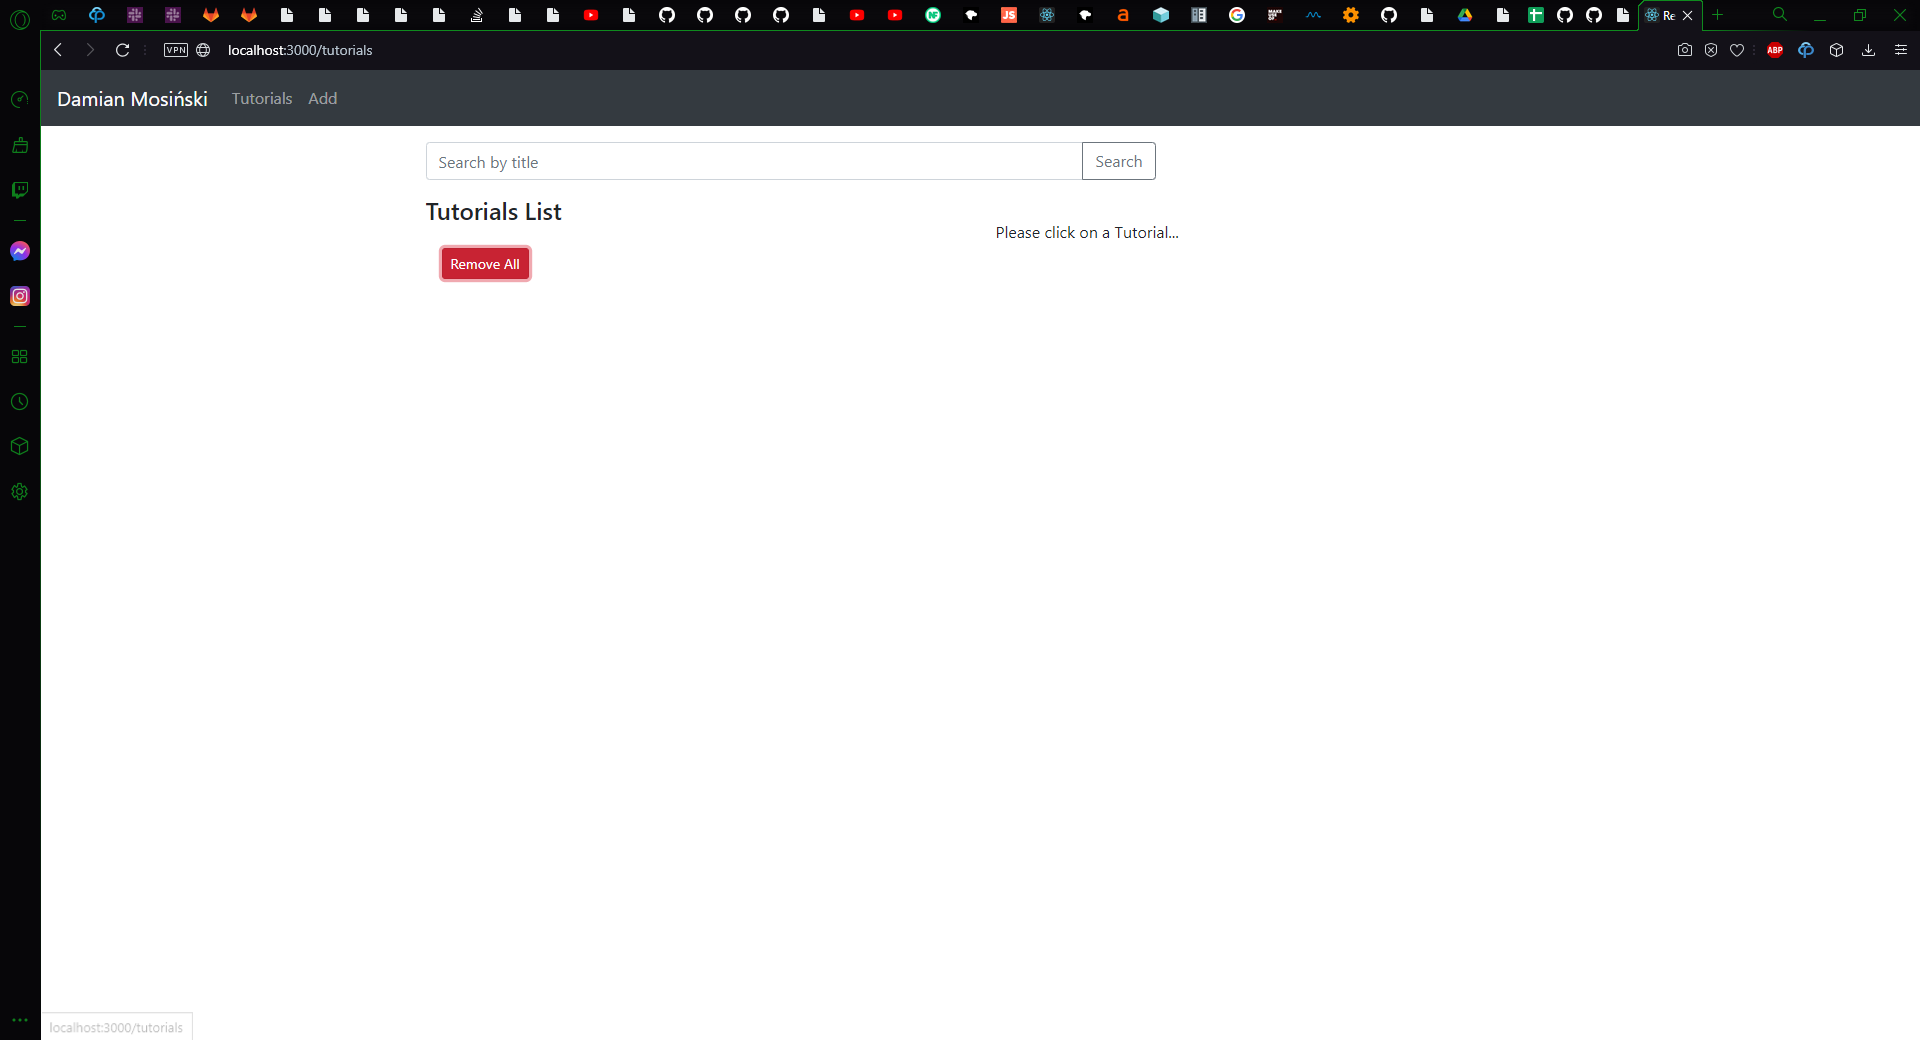 Re
VPN
localhost:3000/tutorials
ABP
Damian Mosiński
Tutorials
Add
Search by title
Search
Tutorials List
Please click on a Tutorial...
Remove All
localhost:3000/tutorials